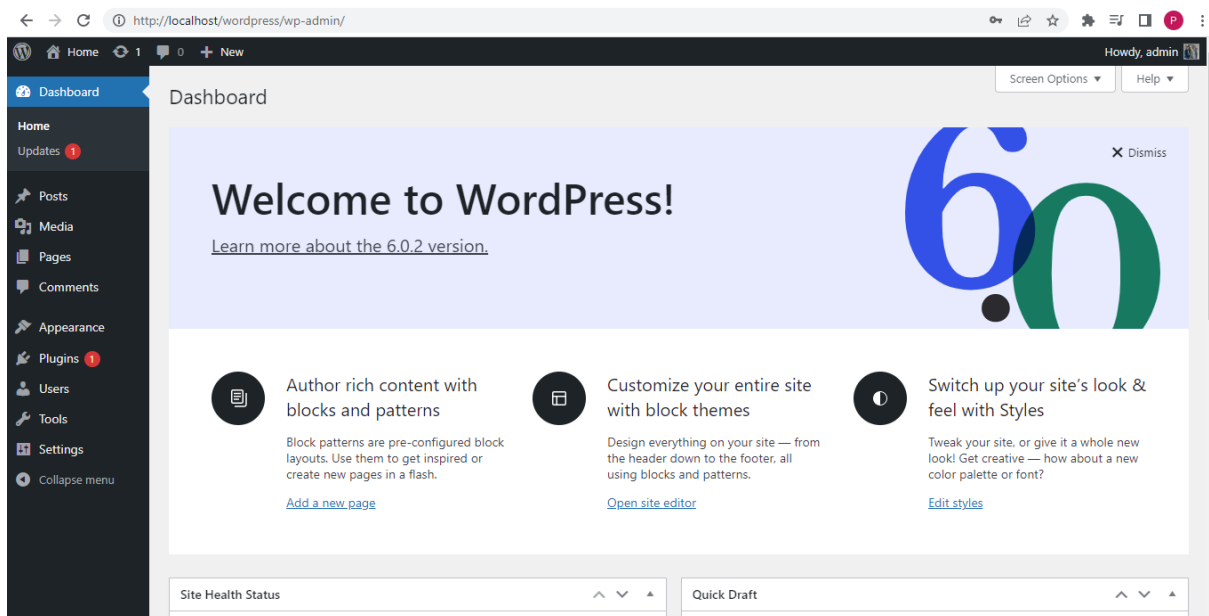 http://localhost/wordpress/wp-admin/
P
Home 1 0 New
Howdy, admin
Dashboard
Home
Updates 1
Posts
Media
Pages
Comments
Appearance
Plugins 1
Users
Tools
Settings
Collapse menu
Screen Options
Help
Dashboard
Dismiss
Welcome to WordPress!
Learn more about the 6.0.2 version.
6.0
Author rich content with
blocks and patterns
Block patterns are pre-configured block
layouts. Use them to get inspired or
create new pages in a flash.
Add a new page
Customize your entire site
with block themes
Design everything on your site — from
the header down to the footer, all
using blocks and patterns.
Open site editor
Switch up your site’s look &
feel with Styles
Tweak your site, or give it a whole new
look! Get creative — how about a new
color palette or font?
Edit styles
Site Health Status
Quick Draft